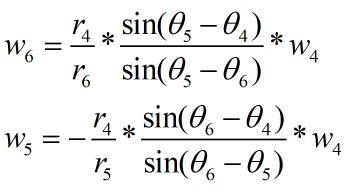 w₆ = r₄/r₆ * sin(θ₅ − θ₄)/sin(θ₅ − θ₆) * w₄
w₅ = − r₄/r₅ * sin(θ₆ − θ₄)/sin(θ₆ − θ₅) * w₄